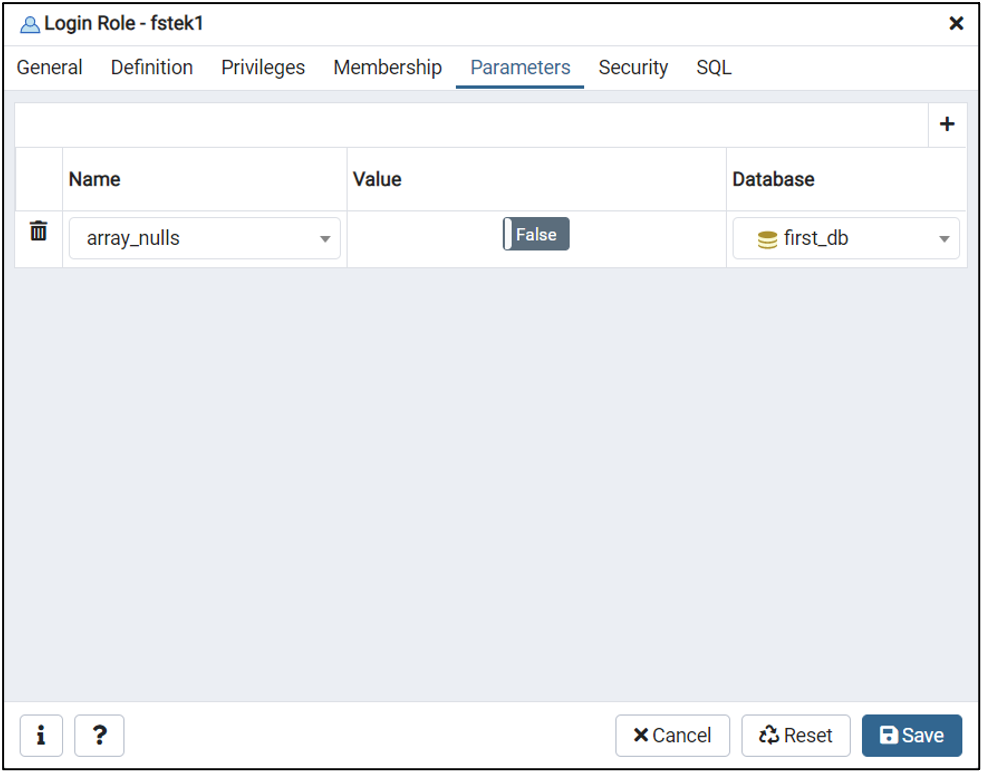 Login Role - fstek1
General Definition Privileges Membership Parameters Security SQL
Name Value Database
array_nulls False first_db
Cancel Reset Save